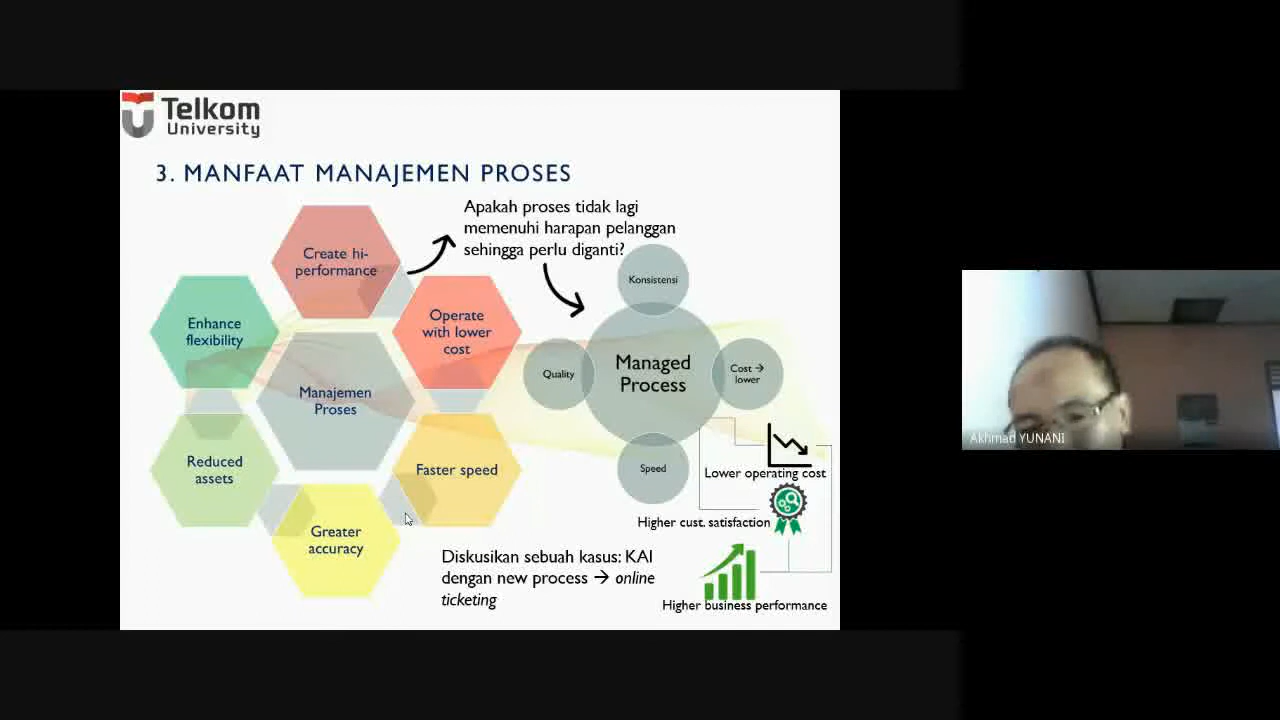 Telkom
University
3. MANFAAT MANAJEMEN PROSES
Apakah proses tidak lagi
memenuhi harapan pelanggan
sehingga perlu diganti?
Create hi-
performance
Operate
with lower
cost
Faster speed
Greater
accuracy
Reduced
assets
Enhance
flexibility
Manajemen
Proses
Konsistensi
Quality
Managed
Process
Cost →
lower
Speed
Lower operating cost
Higher cust. satisfaction
Higher business performance
Diskusikan sebuah kasus: KAI
dengan new process → online
ticketing
Akhmad YUNANI